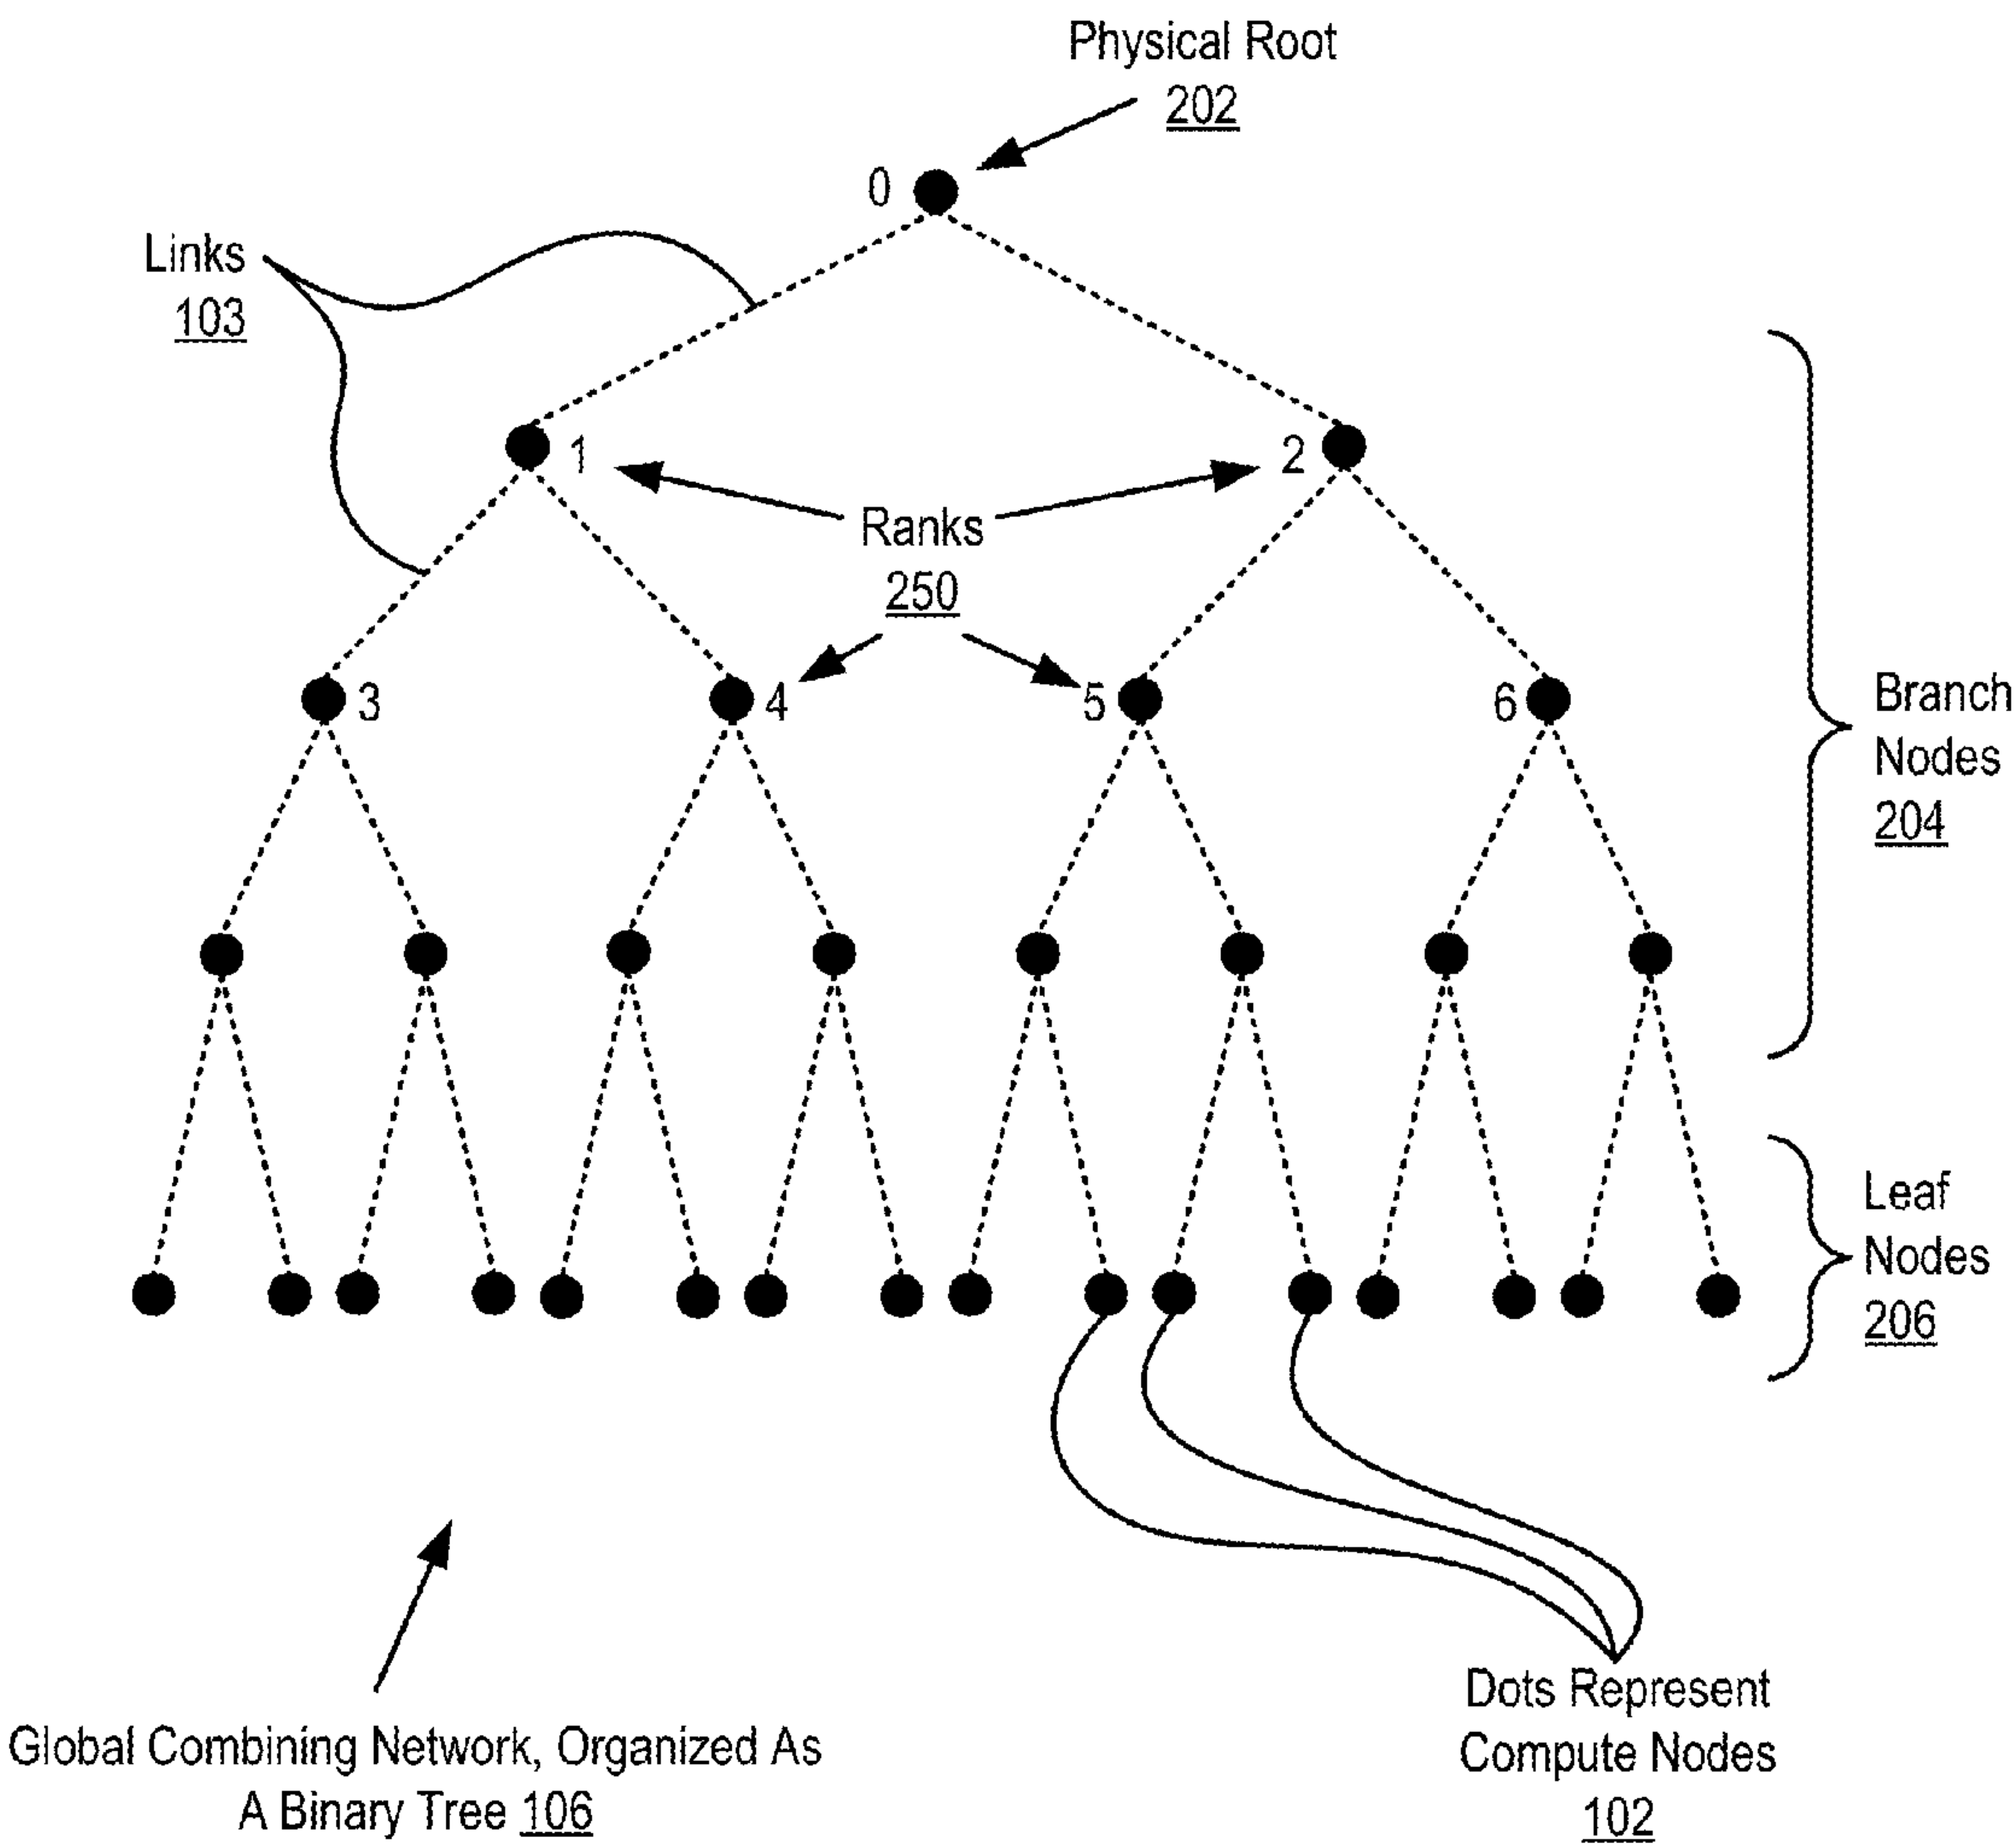 Physical Root
202
0
Links
103
1
2
Ranks
250
3
4
5
6
Branch
Nodes
204
Leaf
Nodes
206
Dots Represent
Compute Nodes
102
Global Combining Network, Organized As
A Binary Tree 106